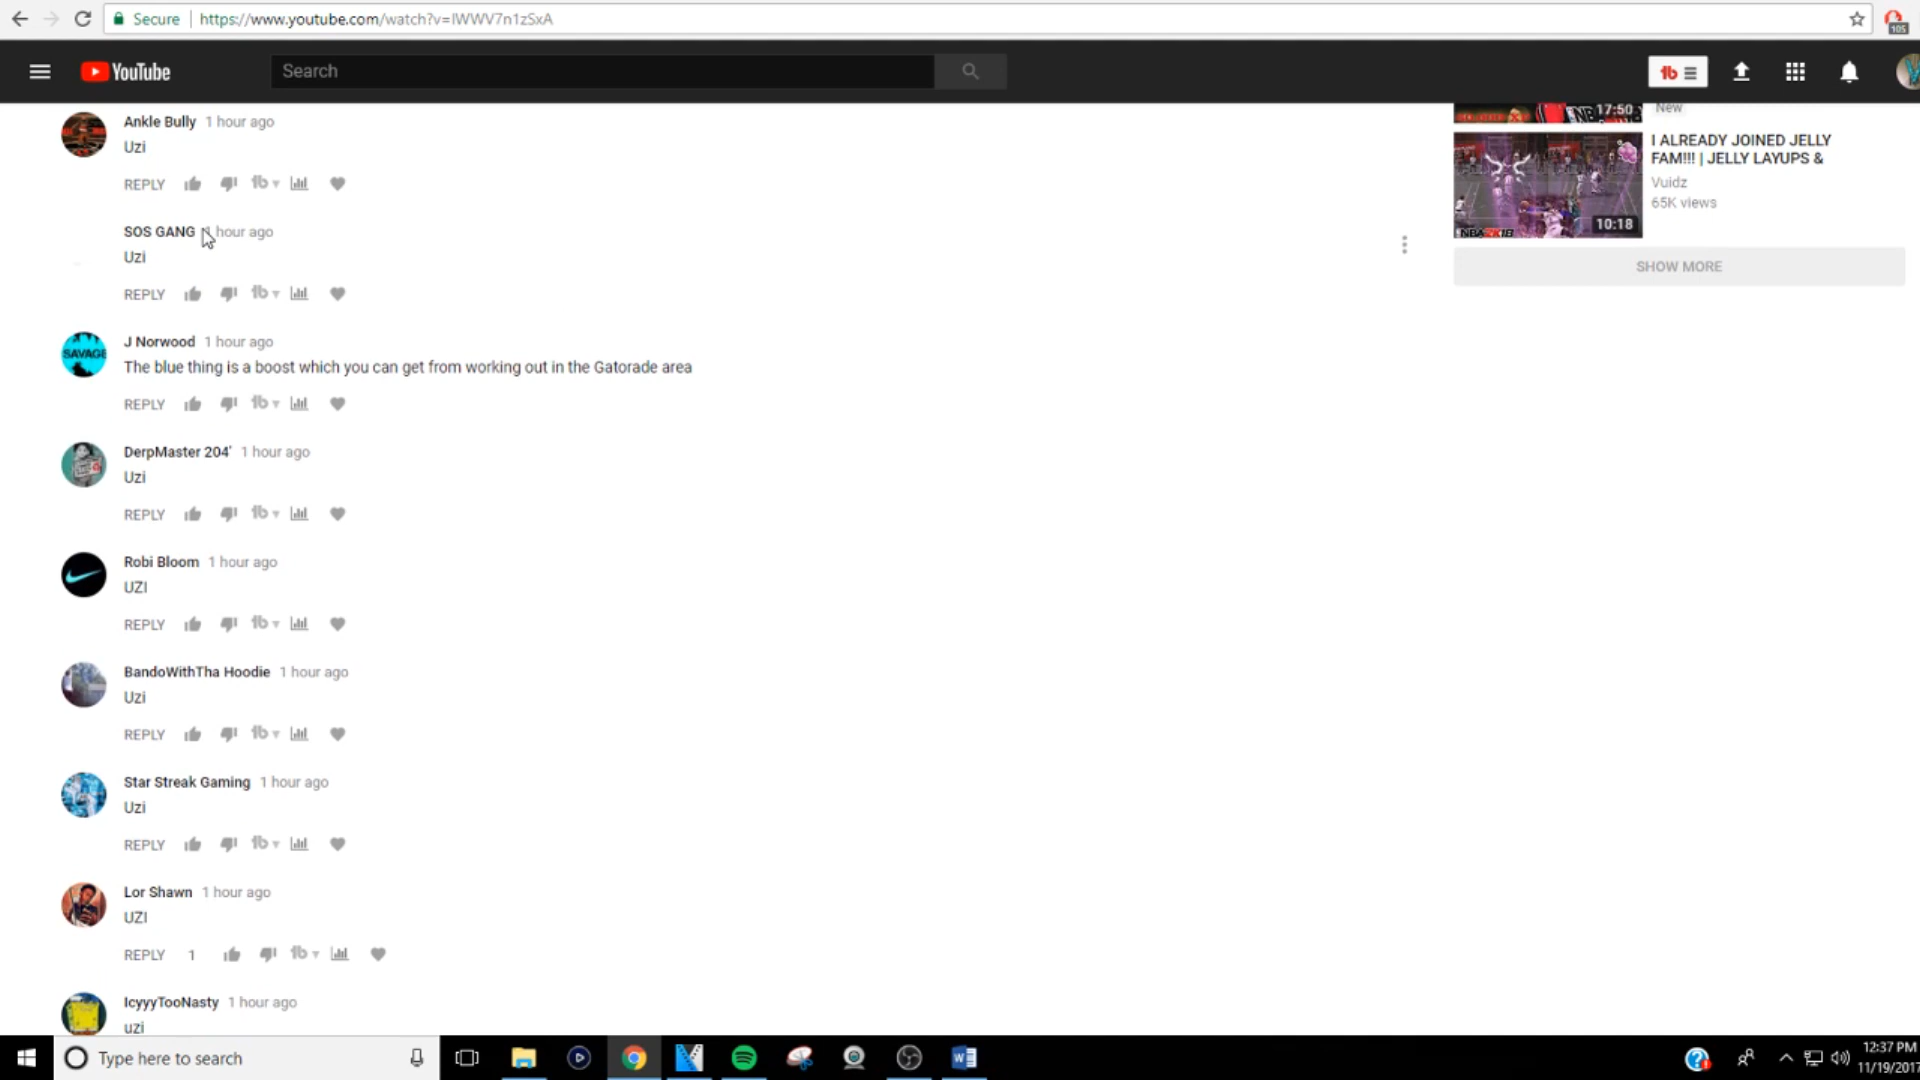 Secure https://www.youtube.com/watch?v=IWWV7n1zSxA
105
YouTube
Search
Ankle Bully 1 hour ago
Uzi
REPLY
SOS GANG hour ago
Uzi
REPLY
J Norwood 1 hour ago
SAVAGE
The blue thing is a boost which you can get from working out in the Gatorade area
REPLY
DerpMaster 204' 1 hour ago
Uzi
REPLY
Robi Bloom 1 hour ago
UZI
REPLY
BandoWithTha Hoodie 1 hour ago
Uzi
REPLY
Star Streak Gaming 1 hour ago
Uzi
REPLY
Lor Shawn 1 hour ago
UZI
REPLY 1
IcyyyTooNasty 1 hour ago
uzi
17:50
New
I ALREADY JOINED JELLY
FAM!!! | JELLY LAYUPS &
Vuidz
65K views
10:18
NBA 2K18
SHOW MORE
Type here to search
12:37 PM
11/19/2017